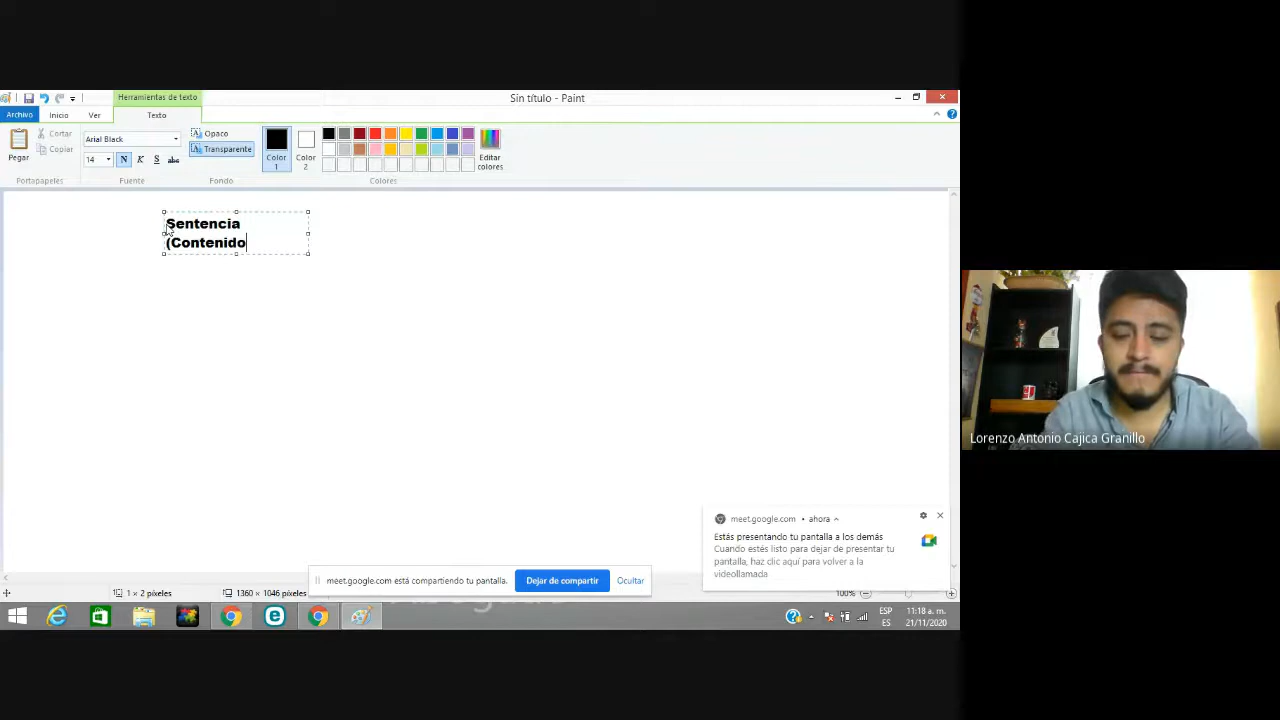 Herramientas de texto
Sin título - Paint
Archivo
Inicio
Ver
Texto
Pegar
Cortar
Copiar
Portapapeles
Arial Black
14
N K S abc
Fuente
Opaco
Transparente
Fondo
Color 1
Color 2
Editar colores
Colores
Sentencia
(Contenido
meet.google.com • ahora
Estás presentando tu pantalla a los demás
Cuando estés listo para dejar de presentar tu
pantalla, haz clic aquí para volver a la
videollamada
meet.google.com está compartiendo tu pantalla.
Dejar de compartir
Ocultar
1 × 2 píxeles
1360 × 1046 píxeles
100%
ESP
ES
11:18 a. m.
21/11/2020
Lorenzo Antonio Cajica Granillo